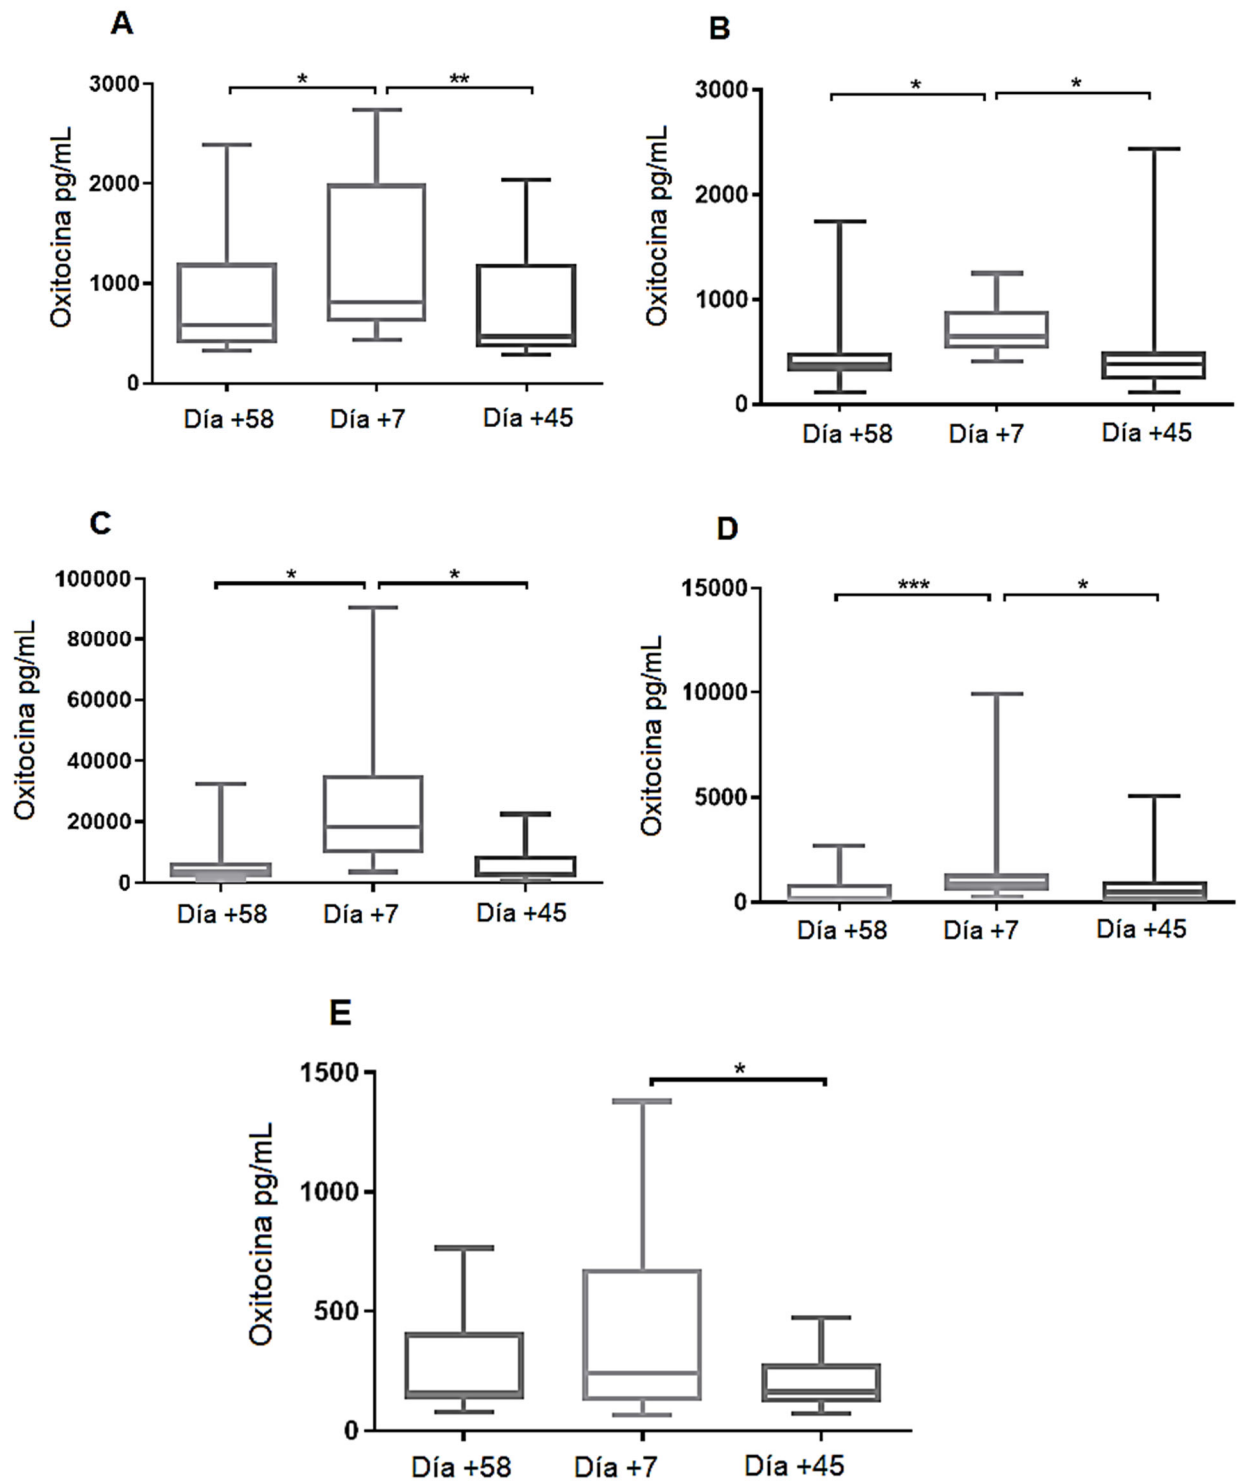 A
* **
3000
2000
1000
0
Oxitocina pg/mL
Día +58 Día +7 Día +45
B
* *
3000
2000
1000
0
Oxitocina pg/mL
Día +58 Día +7 Día +45
C
* *
100000
80000
60000
40000
20000
0
Oxitocina pg/mL
Día +58 Día +7 Día +45
D
*** *
15000
10000
5000
0
Oxitocina pg/mL
Día +58 Día +7 Día +45
E
*
1500
1000
500
0
Oxitocina pg/mL
Día +58 Día +7 Día +45